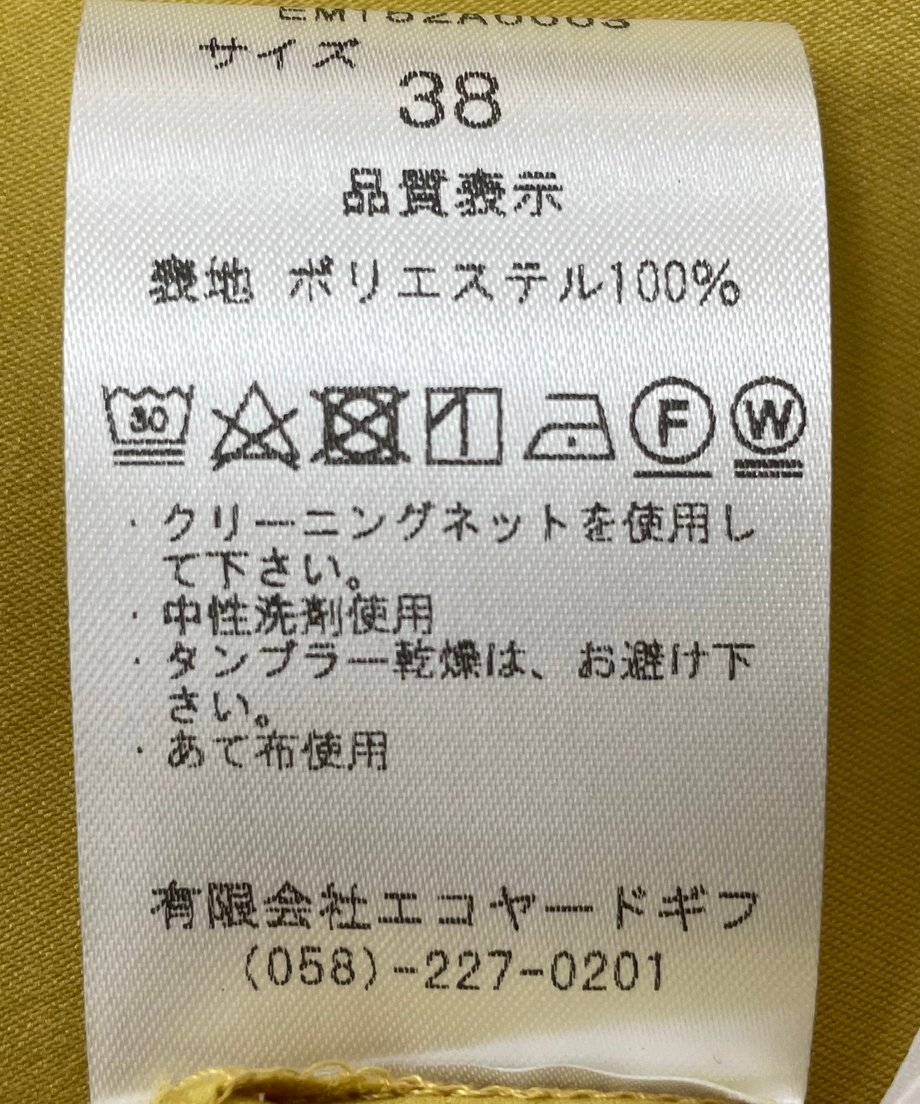 サイズ
38
品質表示
表地 ポリエステル100%
30
F W
・クリーニングネットを使用し
て下さい。
・中性洗剤使用
・タンブラー乾燥は、お避け下
さい。
・あて布使用
有限会社エコヤードギフ
(058)-227-0201